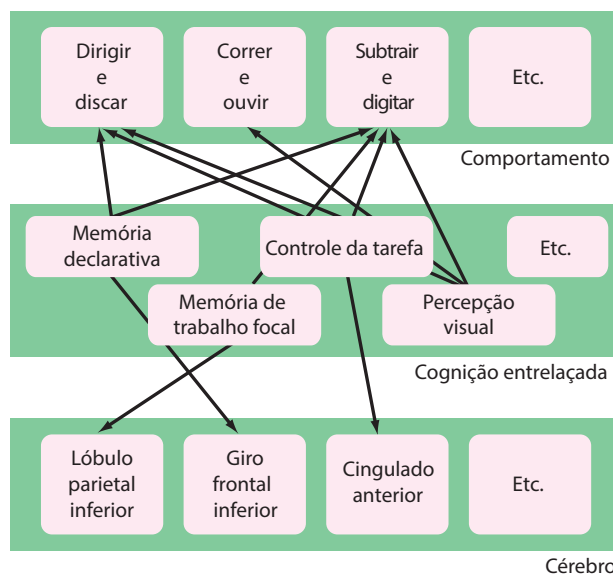 Dirigir
e
discar
Correr
e
ouvir
Subtrair
e
digitar
Etc.
Comportamento
Memória
declarativa
Controle da tarefa
Etc.
Memória de
trabalho focal
Percepção
visual
Cognição entrelaçada
Lóbulo
parietal
inferior
Giro
frontal
inferior
Cingulado
anterior
Etc.
Cérebro